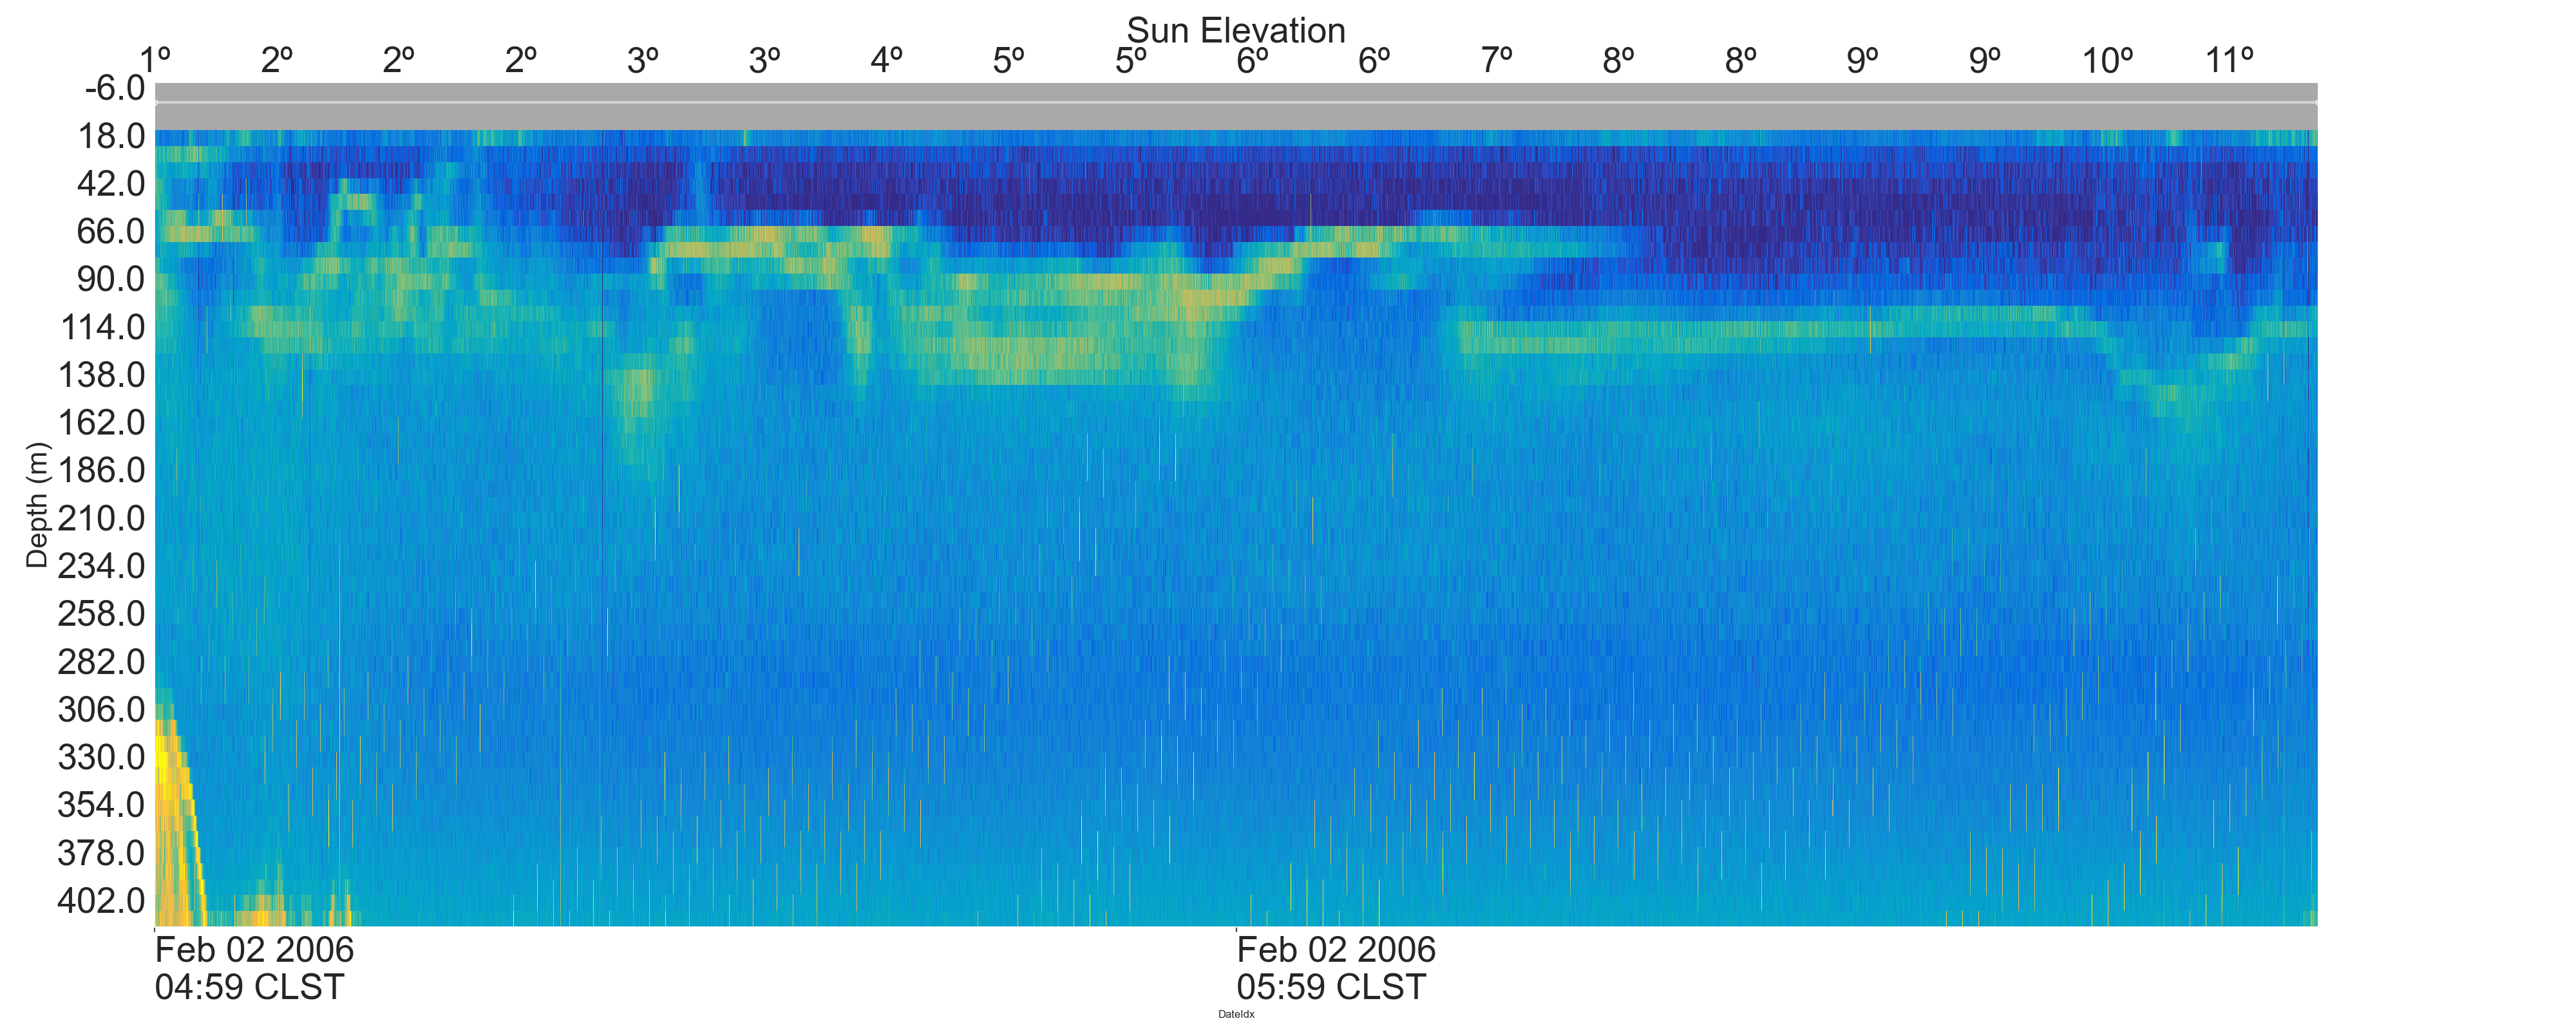 Sun Elevation
1º 2º 2º 2º 3º 3º 4º 5º 5º 6º 6º 7º 8º 8º 9º 9º 10º 11º
-6.0
18.0
42.0
66.0
90.0
114.0
138.0
162.0
186.0
210.0
234.0
258.0
282.0
306.0
330.0
354.0
378.0
402.0
Depth (m)
Feb 02 2006
04:59 CLST
Feb 02 2006
05:59 CLST
DateIdx